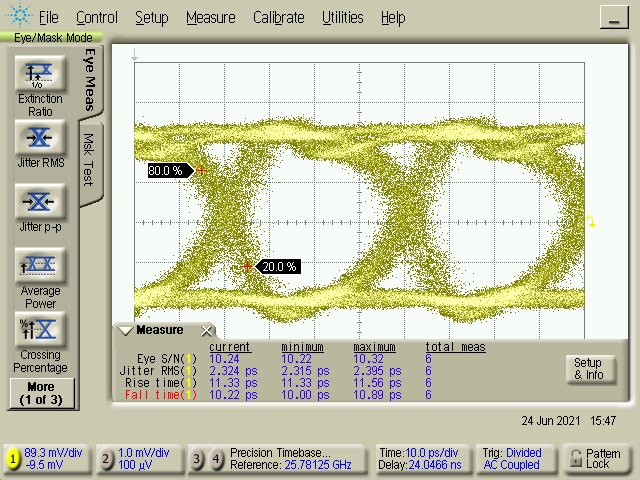 File Control Setup Measure Calibrate Utilities Help
Eye/Mask Mode
Eye Meas
Mask Test
1/0
Extinction
Ratio
Jitter RMS
Jitter p-p
Average
Power
%
Crossing
Percentage
More
(1 of 3)
80.0 %
20.0 %
Measure
current minimum maximum total meas
Eye S/N(1) 10.24 10.22 10.32 6
Jitter RMS(1) 2.324 ps 2.315 ps 2.395 ps 6
Rise time(1) 11.33 ps 11.33 ps 11.56 ps 6
Fall time(1) 10.22 ps 10.00 ps 10.89 ps 6
Setup
& Info
24 Jun 2021 15:47
1 89.3 mV/div
-9.5 mV
2 1.0 mV/div
100 µV
3 4
Precision Timebase...
Reference: 25.78125 GHz
Time:10.0 ps/div
Delay:24.0466 ns
Trig: Divided
AC Coupled
Pattern
Lock